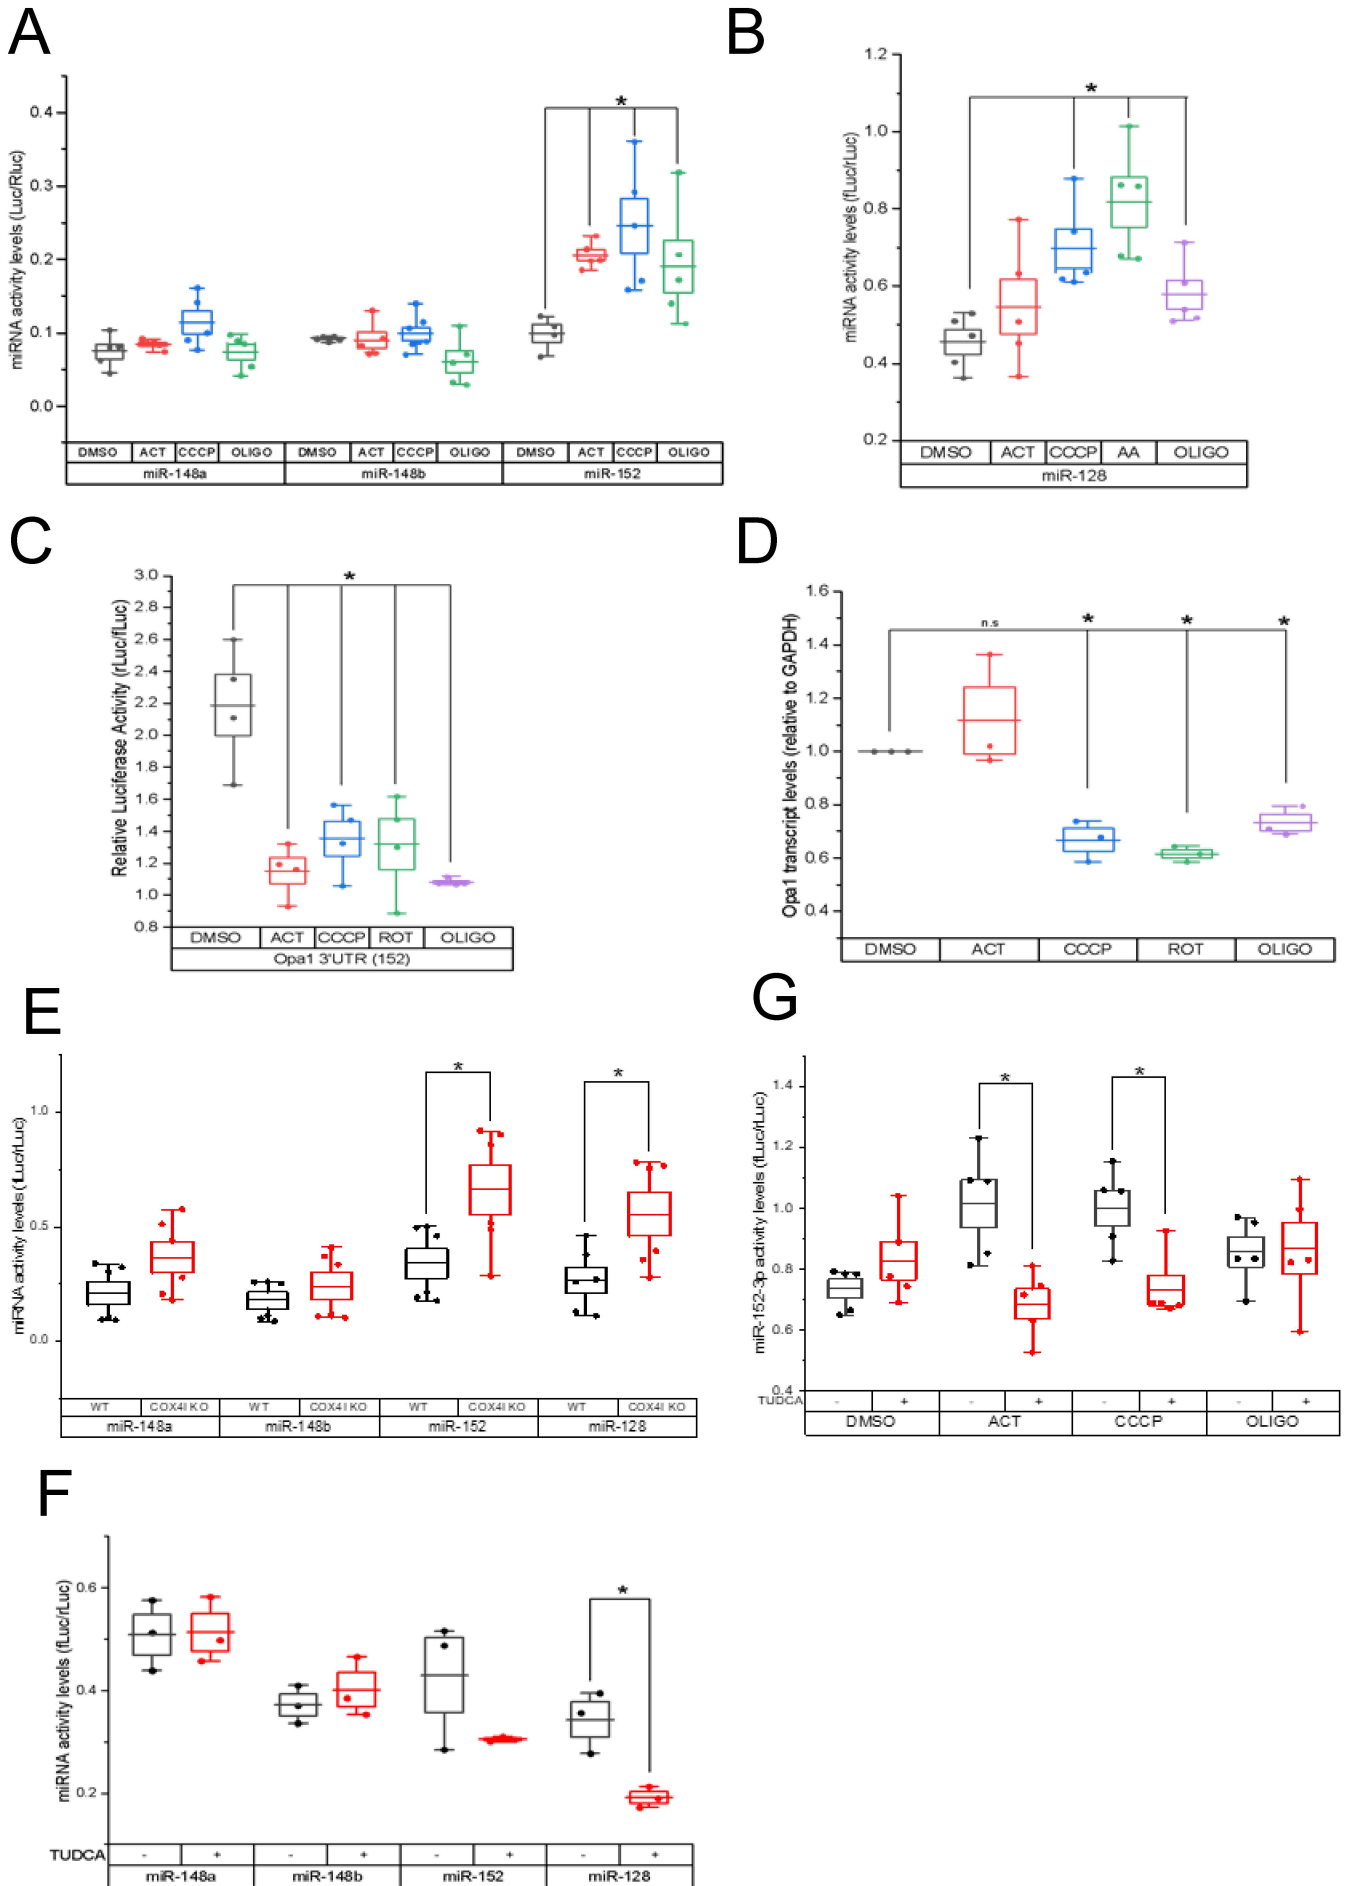 A
miRNA activity levels (Luc/Rluc)
0.4
0.3
0.2
0.1
0.0
*
DMSO ACT CCCP OLIGO DMSO ACT CCCP OLIGO DMSO ACT CCCP OLIGO
miR-148a miR-148b miR-152
B
miRNA activity levels (fLuc/rLuc)
1.2
1.0
0.8
0.6
0.4
0.2
*
DMSO ACT CCCP AA OLIGO
miR-128
C
Relative Luciferase Activity (rLuc/fLuc)
3.0
2.8
2.6
2.4
2.2
2.0
1.8
1.6
1.4
1.2
1.0
0.8
*
DMSO ACT CCCP ROT OLIGO
Opa1 3'UTR (152)
D
Opa1 transcript levels (relative to GAPDH)
1.6
1.4
1.2
1.0
0.8
0.6
0.4
n.s * * *
DMSO ACT CCCP ROT OLIGO
E
miRNA activity levels (fLuc/rLuc)
1.0
0.5
0.0
* *
WT COX4I KO WT COX4I KO WT COX4I KO WT COX4I KO
miR-148a miR-148b miR-152 miR-128
G
miR-152-3p activity levels (fLuc/rLuc)
1.4
1.2
1.0
0.8
0.6
0.4
* *
TUDCA - + - + - + - +
DMSO ACT CCCP OLIGO
F
miRNA activity levels (fLuc/rLuc)
0.6
0.4
0.2
*
TUDCA - + - + - + - +
miR-148a miR-148b miR-152 miR-128